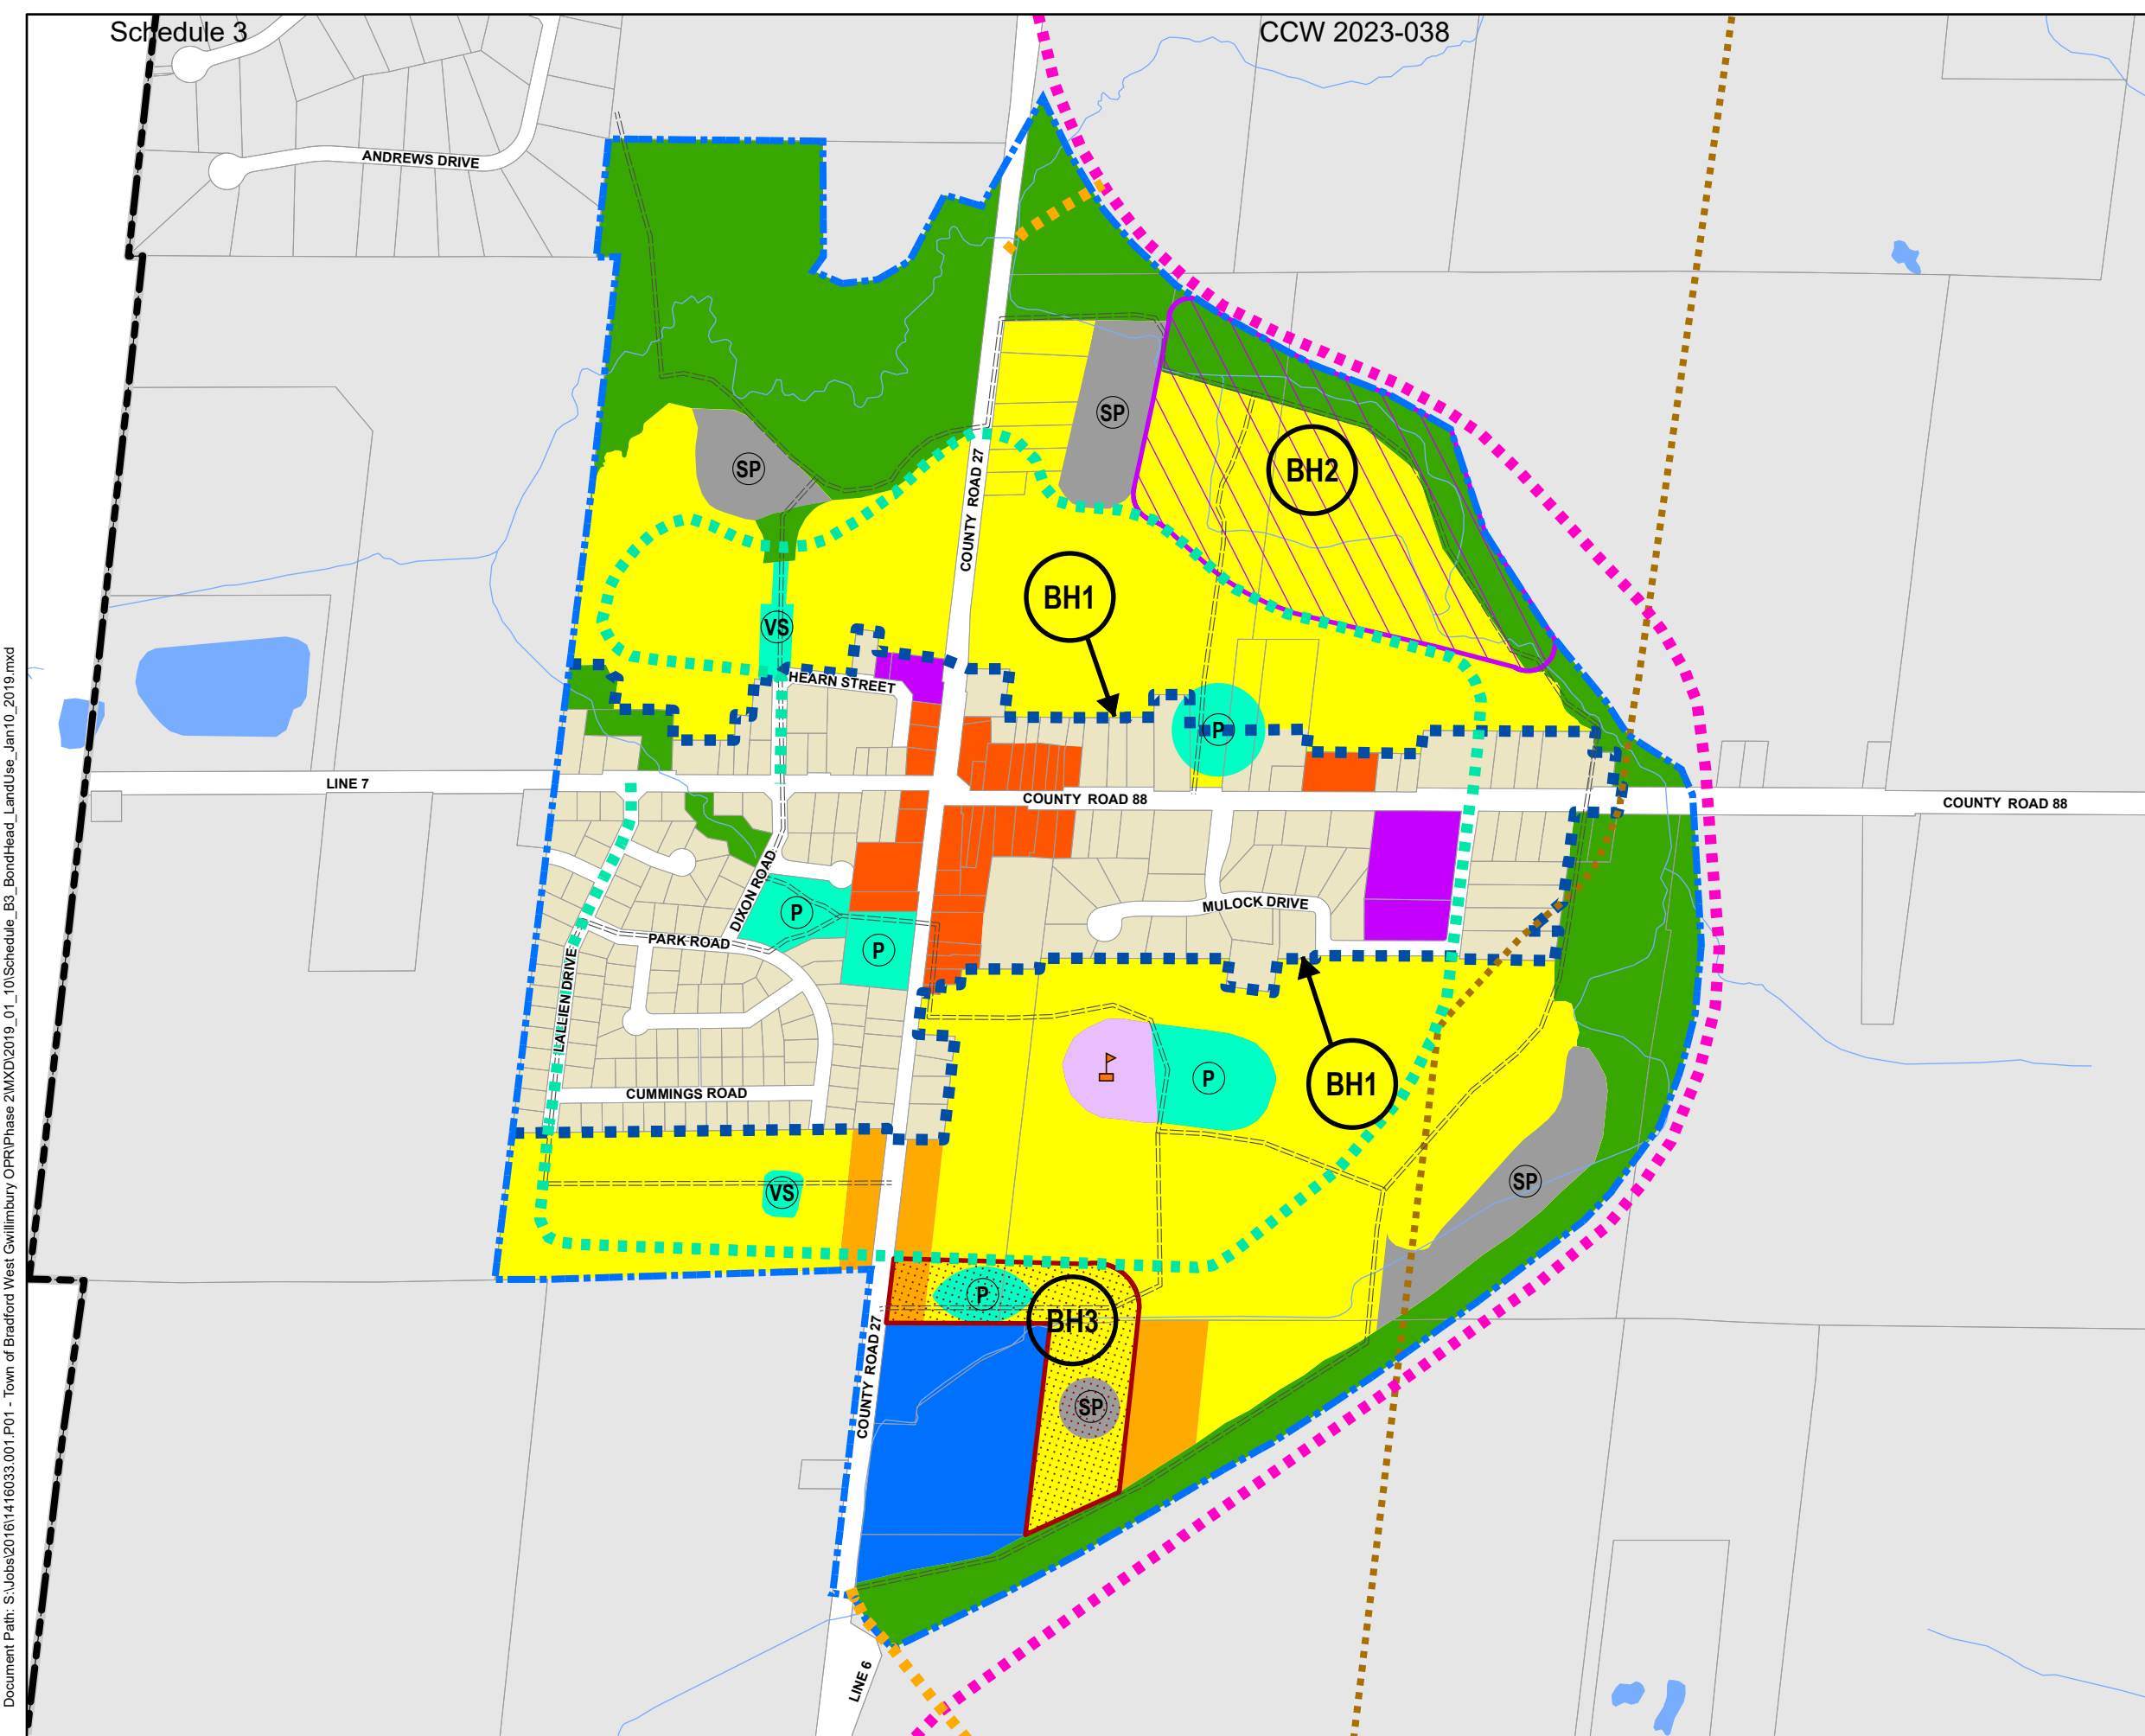 Schedule 3
CCW 2023-038
ANDREWS DRIVE
SP
SP
BH2
COUNTY ROAD 27
BH1
VS
HEARN STREET
P
LINE 7
COUNTY ROAD 88
COUNTY ROAD 88
DIXON ROAD
P
MULOCK DRIVE
PARK ROAD
P
LALLIEN DRIVE
P
BH1
CUMMINGS ROAD
VS
SP
P
BH3
COUNTY ROAD 27
SP
LINE 6
Document Path: S:\Jobs\2016\1416033.001.P01 - Town of Bradford West Gwillimbury OPR\Phase 2\MXD\2019_01_10\Schedule_B3_BondHead_LandUse_Jan10_2019.mxd